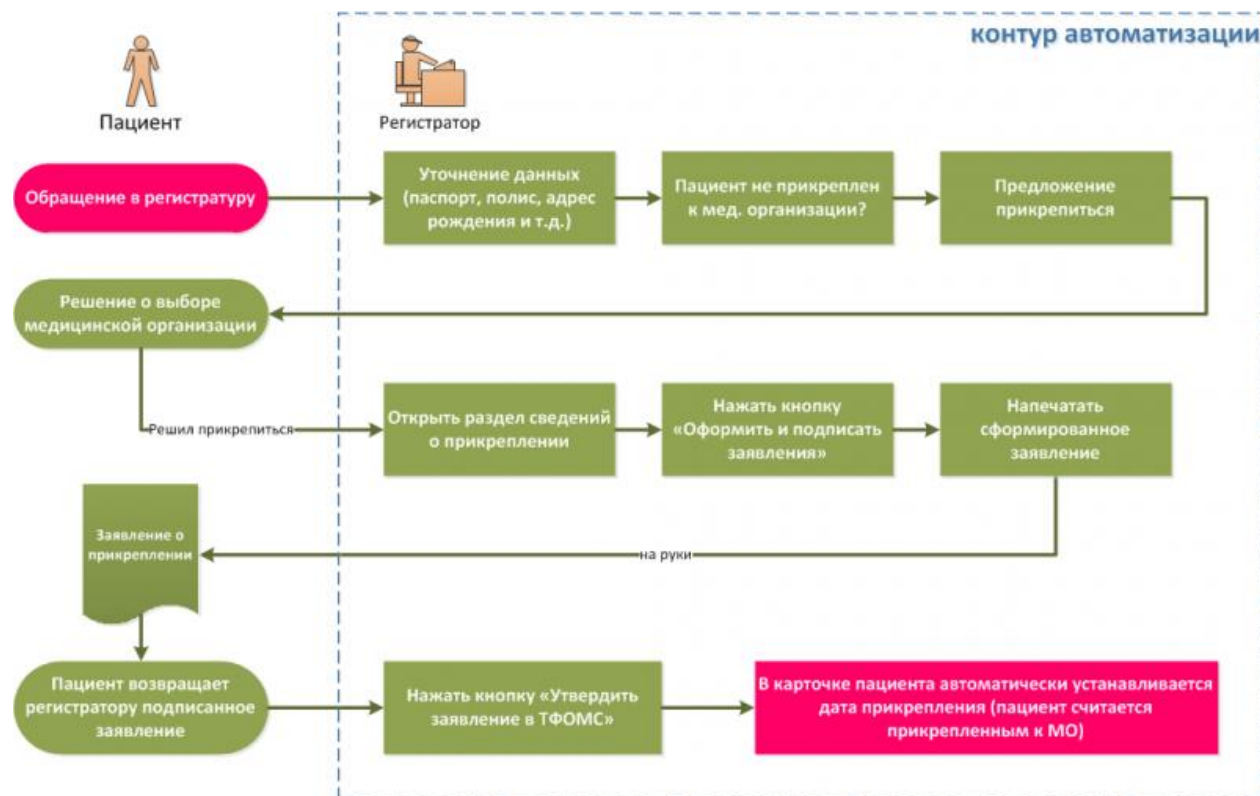 контур автоматизации
Пациент
Регистратор
Обращение в регистратуру
Уточнение данных
(паспорт, полис, адрес
рождения и т.д.)
Пациент не прикреплен
к мед. организации?
Предложение
прикрепиться
Решение о выборе
медицинской организации
Решил прикрепиться
Открыть раздел сведений
о прикреплении
Нажать кнопку
«Оформить и подписать
заявления»
Напечатать
сформированное
заявление
Заявление о
прикреплении
на руки
Пациент возвращает
регистратору подписанное
заявление
Нажать кнопку «Утвердить
заявление в ТФОМС»
В карточке пациента автоматически устанавливается
дата прикрепления (пациент считается
прикрепленным к МО)